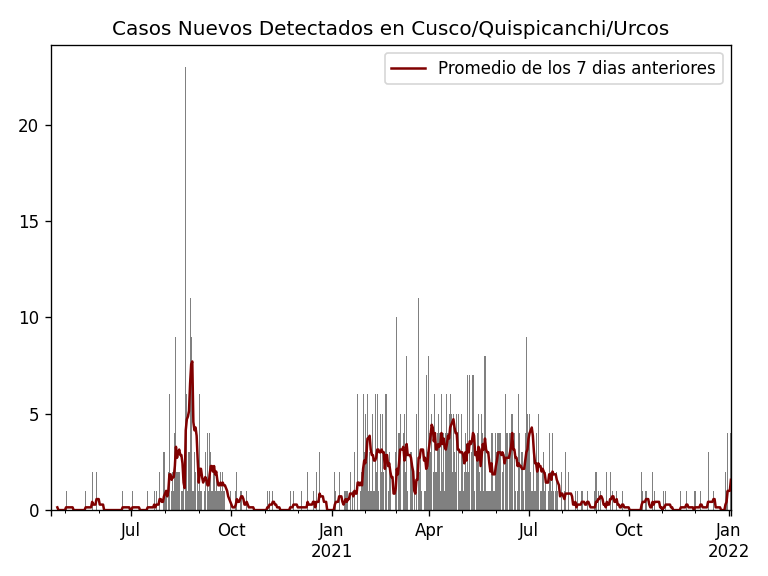 Casos Nuevos Detectados en Cusco/Quispicanchi/Urcos
Promedio de los 7 dias anteriores
20
15
10
5
0
Jul Oct Jan Apr Jul Oct Jan
2021 2022